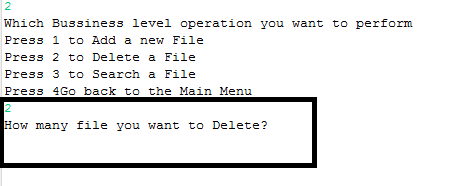 2
Which Bussiness level operation you want to perform
Press 1 to Add a new File
Press 2 to Delete a File
Press 3 to Search a File
Press 4Go back to the Main Menu
2
How many file you want to Delete?